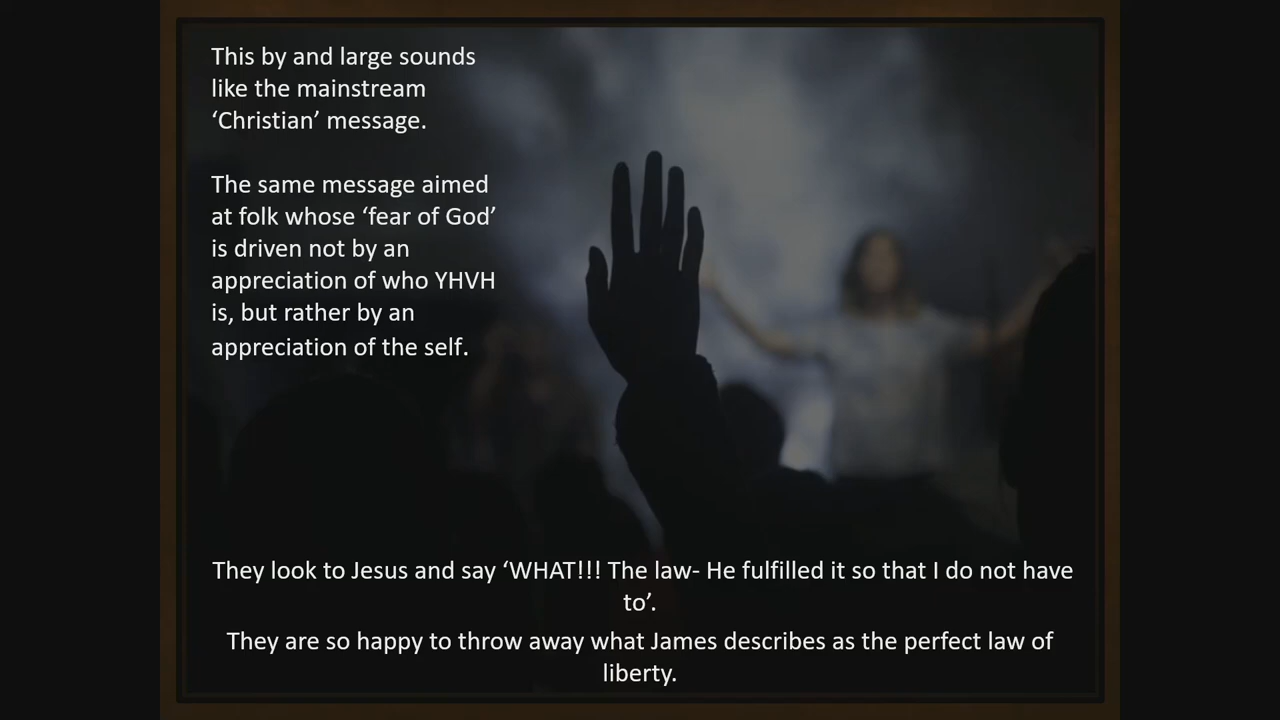 This by and large sounds
like the mainstream
‘Christian’ message.
The same message aimed
at folk whose ‘fear of God’
is driven not by an
appreciation of who YHVH
is, but rather by an
appreciation of the self.
They look to Jesus and say ‘WHAT!!! The law- He fulfilled it so that I do not have
to’.
They are so happy to throw away what James describes as the perfect law of
liberty.